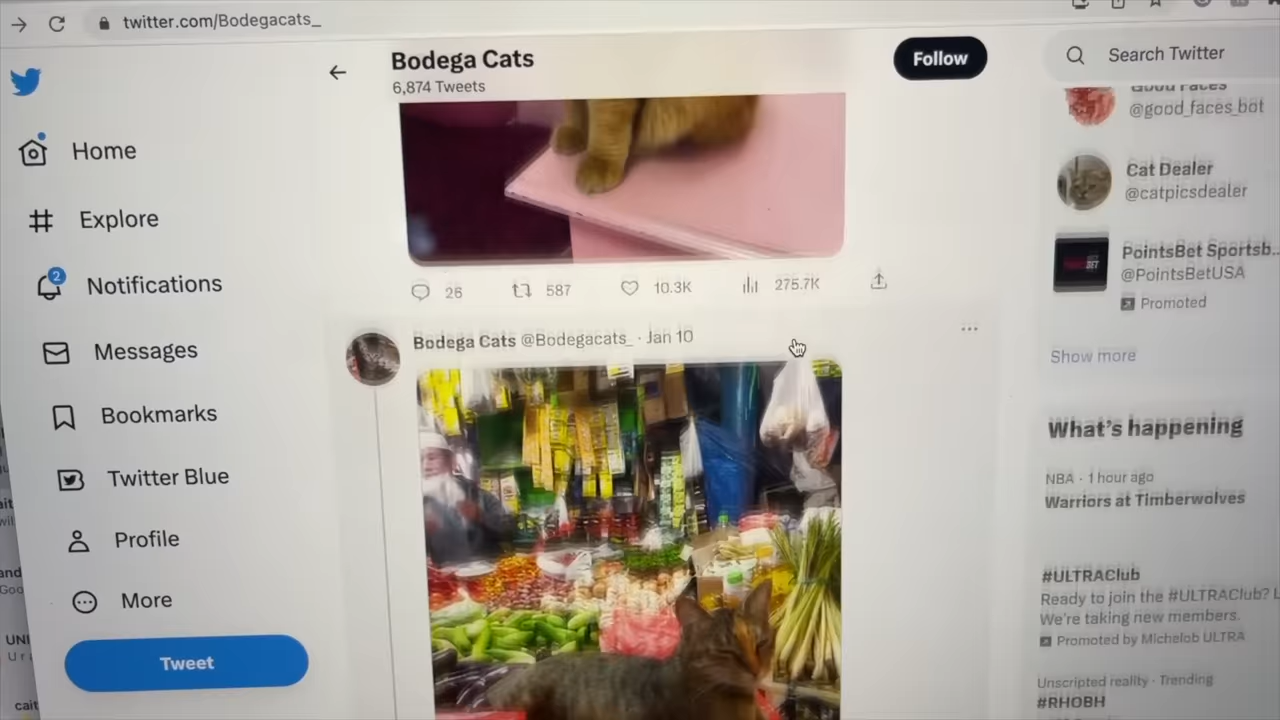 twitter.com/Bodegacats_
Bodega Cats
6,874 Tweets
Follow
Search Twitter
Home
Explore
2
Notifications
Messages
Bookmarks
Twitter Blue
Profile
More
Tweet
26
587
10.3K
275.7K
Bodega Cats @Bodegacats_ · Jan 10
Good Faces
@good_faces_bot
Cat Dealer
@catpicsdealer
PointsBet Sportsb...
@PointsBetUSA
Promoted
Show more
What's happening
NBA · 1 hour ago
Warriors at Timberwolves
#ULTRAClub
Ready to join the #ULTRAClub?
We're taking new members.
Promoted by Michelob ULTRA
Unscripted reality · Trending
#RHOBH